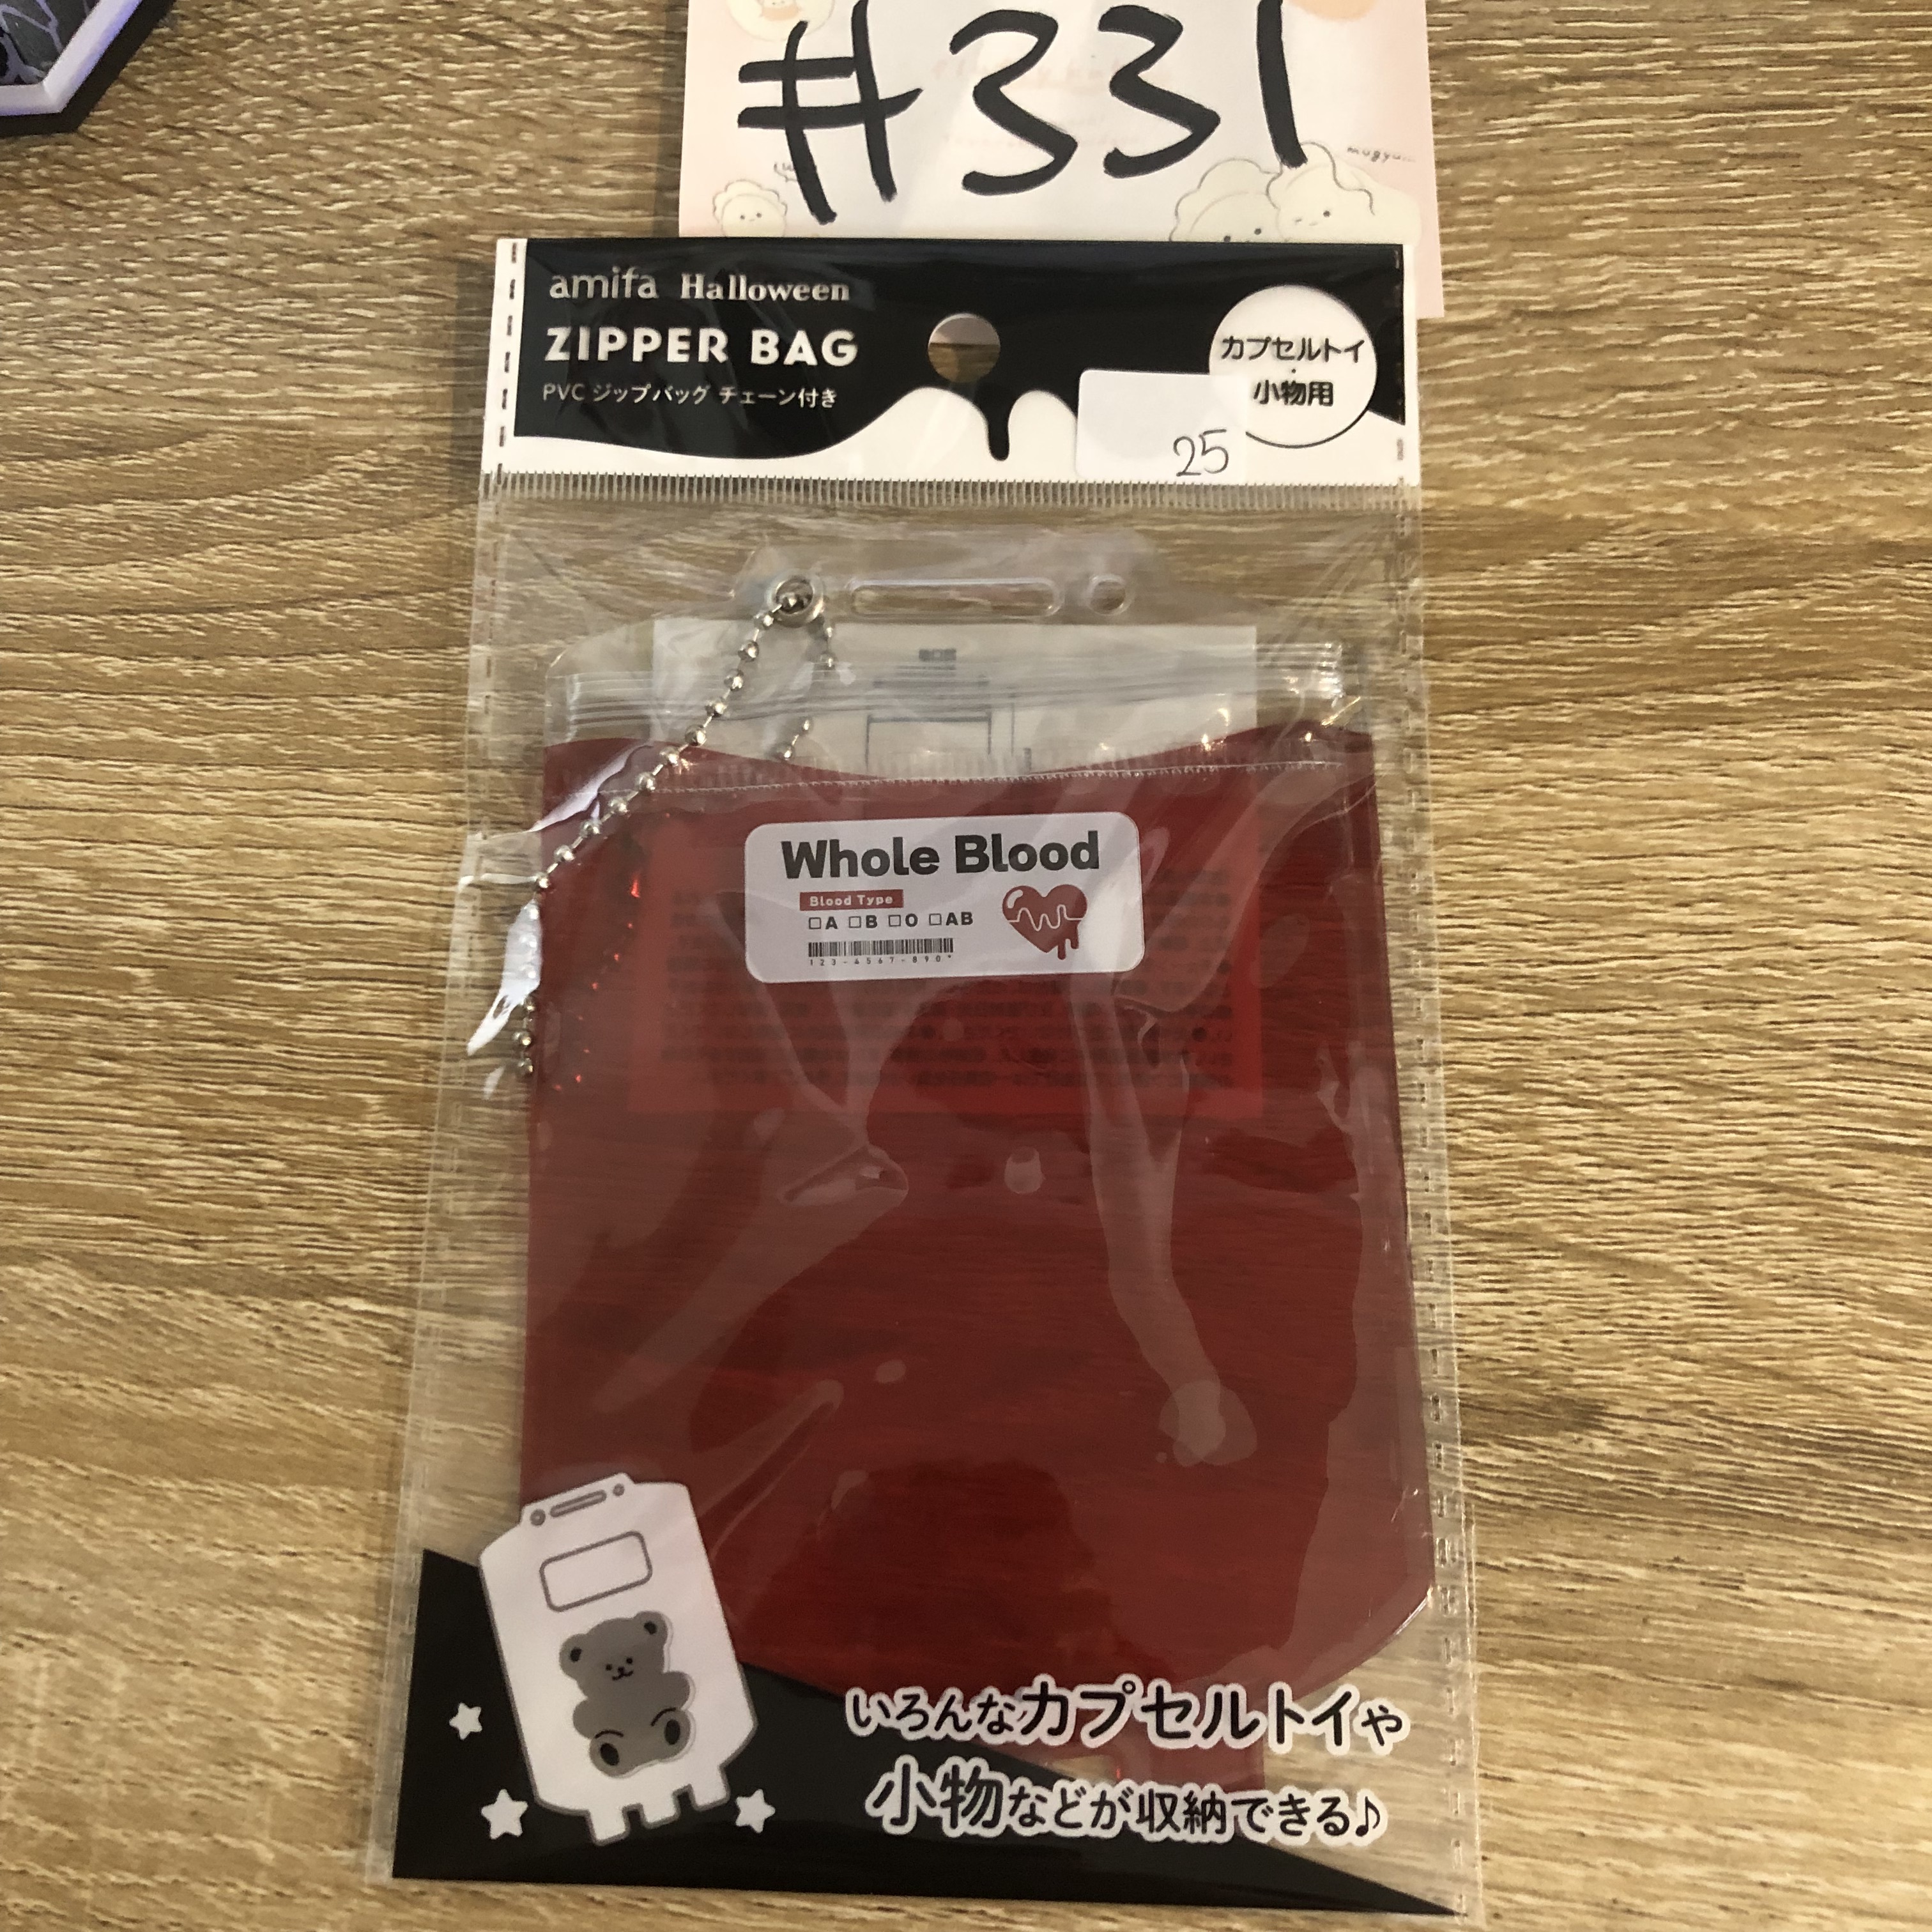 #331
mugyu...
amifa Halloween
ZIPPER BAG
PVC ジップバッグ チェーン付き
カプセルトイ
・
小物用
25
Whole Blood
Blood Type
□A □B □O □AB
123-4567-890*
いろんなカプセルトイや
小物などが収納できる♪